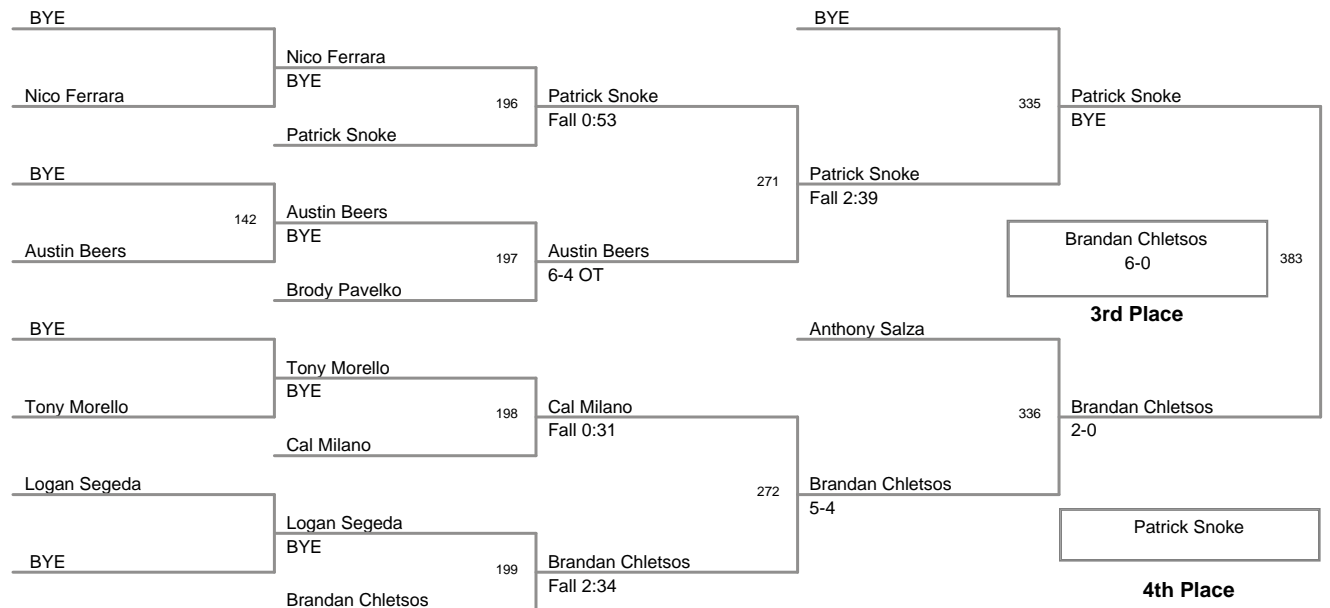 BYE
BYE
Nico Ferrara
BYE
Nico Ferrara
196
Patrick Snoke
Fall 0:53
335
Patrick Snoke
BYE
Patrick Snoke
BYE
271
Patrick Snoke
Fall 2:39
142
Austin Beers
BYE
Austin Beers
197
Austin Beers
6-4 OT
Brandan Chletsos
6-0
383
Brody Pavelko
3rd Place
BYE
Anthony Salza
Tony Morello
BYE
Tony Morello
198
Cal Milano
Fall 0:31
336
Brandan Chletsos
2-0
Cal Milano
Logan Segeda
272
Brandan Chletsos
5-4
Logan Segeda
BYE
Patrick Snoke
BYE
199
Brandan Chletsos
Fall 2:34
4th Place
Brandan Chletsos